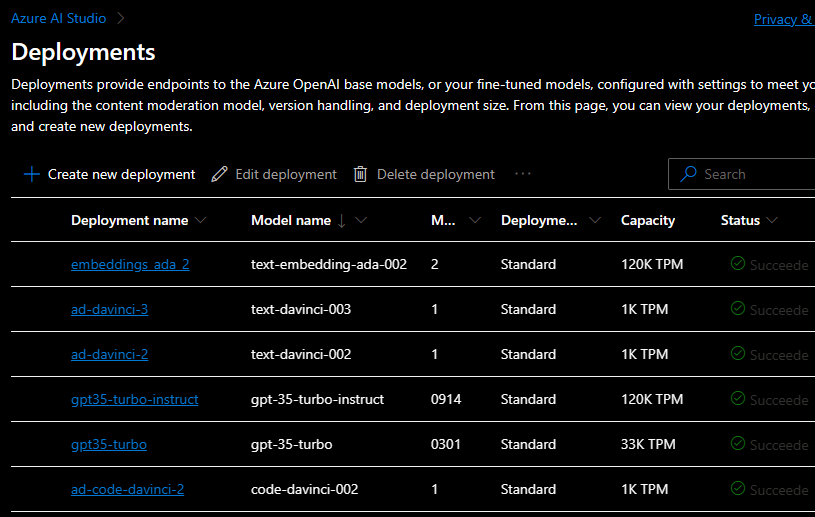 Azure AI Studio
Privacy &
Deployments
Deployments provide endpoints to the Azure OpenAI base models, or your fine-tuned models, configured with settings to meet yo
including the content moderation model, version handling, and deployment size. From this page, you can view your deployments,
and create new deployments.
Create new deployment Edit deployment Delete deployment ··· Search
Deployment name Model name ↓ M... Deployme... Capacity Status
embeddings_ada_2 text-embedding-ada-002 2 Standard 120K TPM Succeede
ad-davinci-3 text-davinci-003 1 Standard 1K TPM Succeede
ad-davinci-2 text-davinci-002 1 Standard 1K TPM Succeede
gpt35-turbo-instruct gpt-35-turbo-instruct 0914 Standard 120K TPM Succeede
gpt35-turbo gpt-35-turbo 0301 Standard 33K TPM Succeede
ad-code-davinci-2 code-davinci-002 1 Standard 1K TPM Succeede